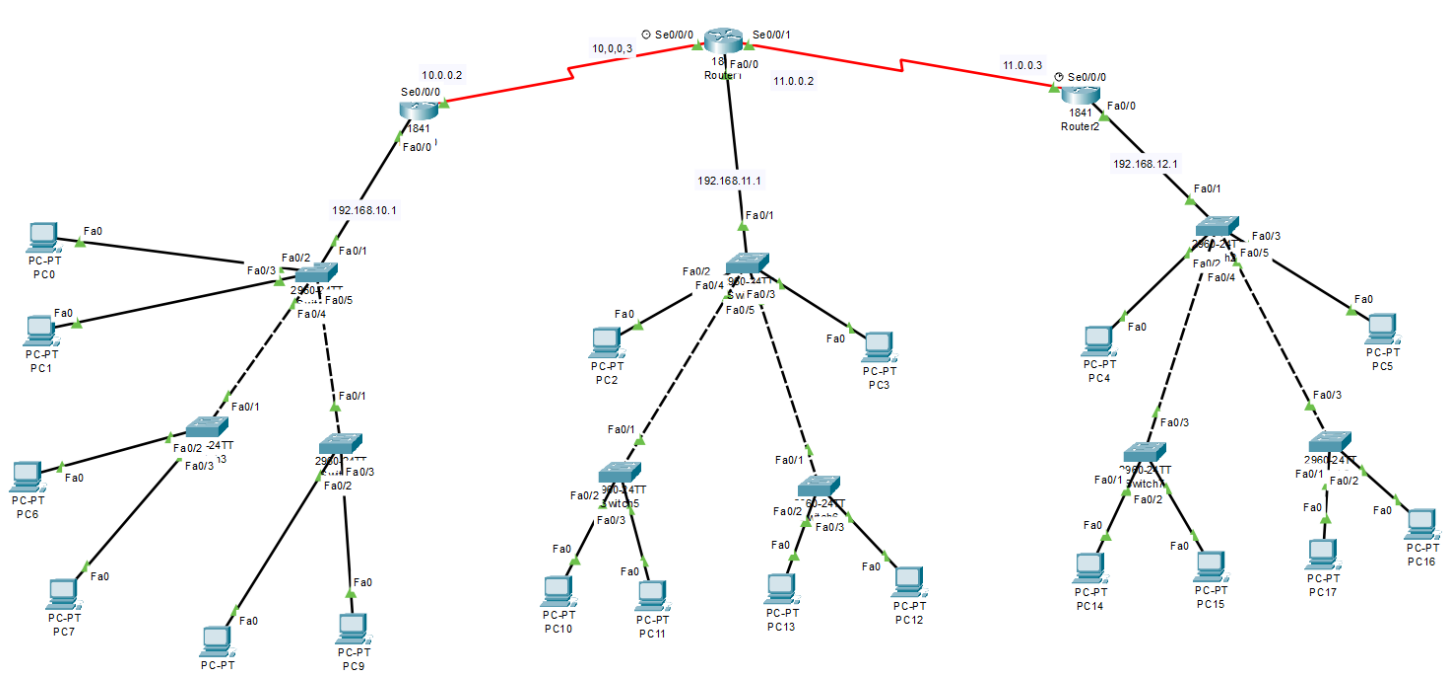 Se0/0/0
Se0/0/1
10,0,0,3
Fa0/0
Router1
11.0.0.2
11.0.0.3
Se0/0/0
10.0.0.2
Se0/0/0
1841
Fa0/0
1841
Router2
Fa0/0
192.168.12.1
192.168.11.1
Fa0/1
192.168.10.1
Fa0/1
Fa0/1
Fa0
PC-PT
PC0
Fa0/2
Fa0/3
Fa0/5
Fa0/4
Fa0
PC-PT
PC1
Fa0/2
Fa0/4
Fa0/3
Fa0/5
Fa0
PC-PT
PC2
Fa0
PC-PT
PC3
Fa0/3
Fa0/5
Fa0/2
Fa0/4
Fa0
PC-PT
PC4
Fa0
PC-PT
PC5
Fa0/1
Fa0/2
Fa0/3
Fa0
PC-PT
PC6
Fa0
PC-PT
PC7
Fa0/1
Fa0/3
Fa0/2
Fa0
PC-PT
Fa0
PC-PT
PC9
Fa0/1
Fa0/2
Fa0/3
Fa0
PC-PT
PC10
Fa0
PC-PT
PC11
Fa0/1
Fa0/2
Fa0/3
Fa0
PC-PT
PC13
Fa0
PC-PT
PC12
Fa0/3
Fa0/1
Fa0/2
Fa0
PC-PT
PC14
Fa0
PC-PT
PC15
Fa0/3
2960-24TT
Fa0/1
Fa0/2
Fa0
PC-PT
PC17
Fa0
PC-PT
PC16